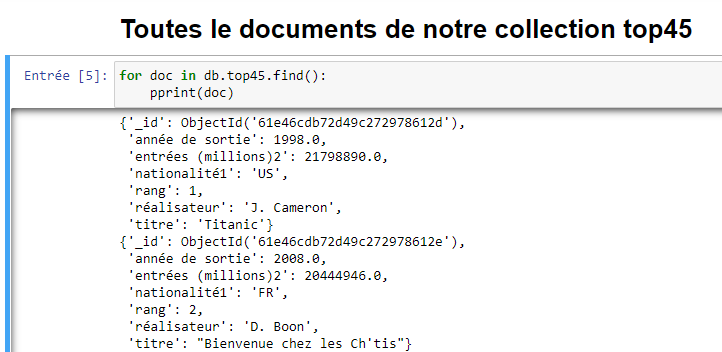 Toutes le documents de notre collection top45
Entrée [5]: for doc in db.top45.find():
pprint(doc)
{'_id': ObjectId('61e46cdb72d49c272978612d'),
'année de sortie': 1998.0,
'entrées (millions)2': 21798890.0,
'nationalité1': 'US',
'rang': 1,
'réalisateur': 'J. Cameron',
'titre': 'Titanic'}
{'_id': ObjectId('61e46cdb72d49c272978612e'),
'année de sortie': 2008.0,
'entrées (millions)2': 20444946.0,
'nationalité1': 'FR',
'rang': 2,
'réalisateur': 'D. Boon',
'titre': "Bienvenue chez les Ch'tis"}